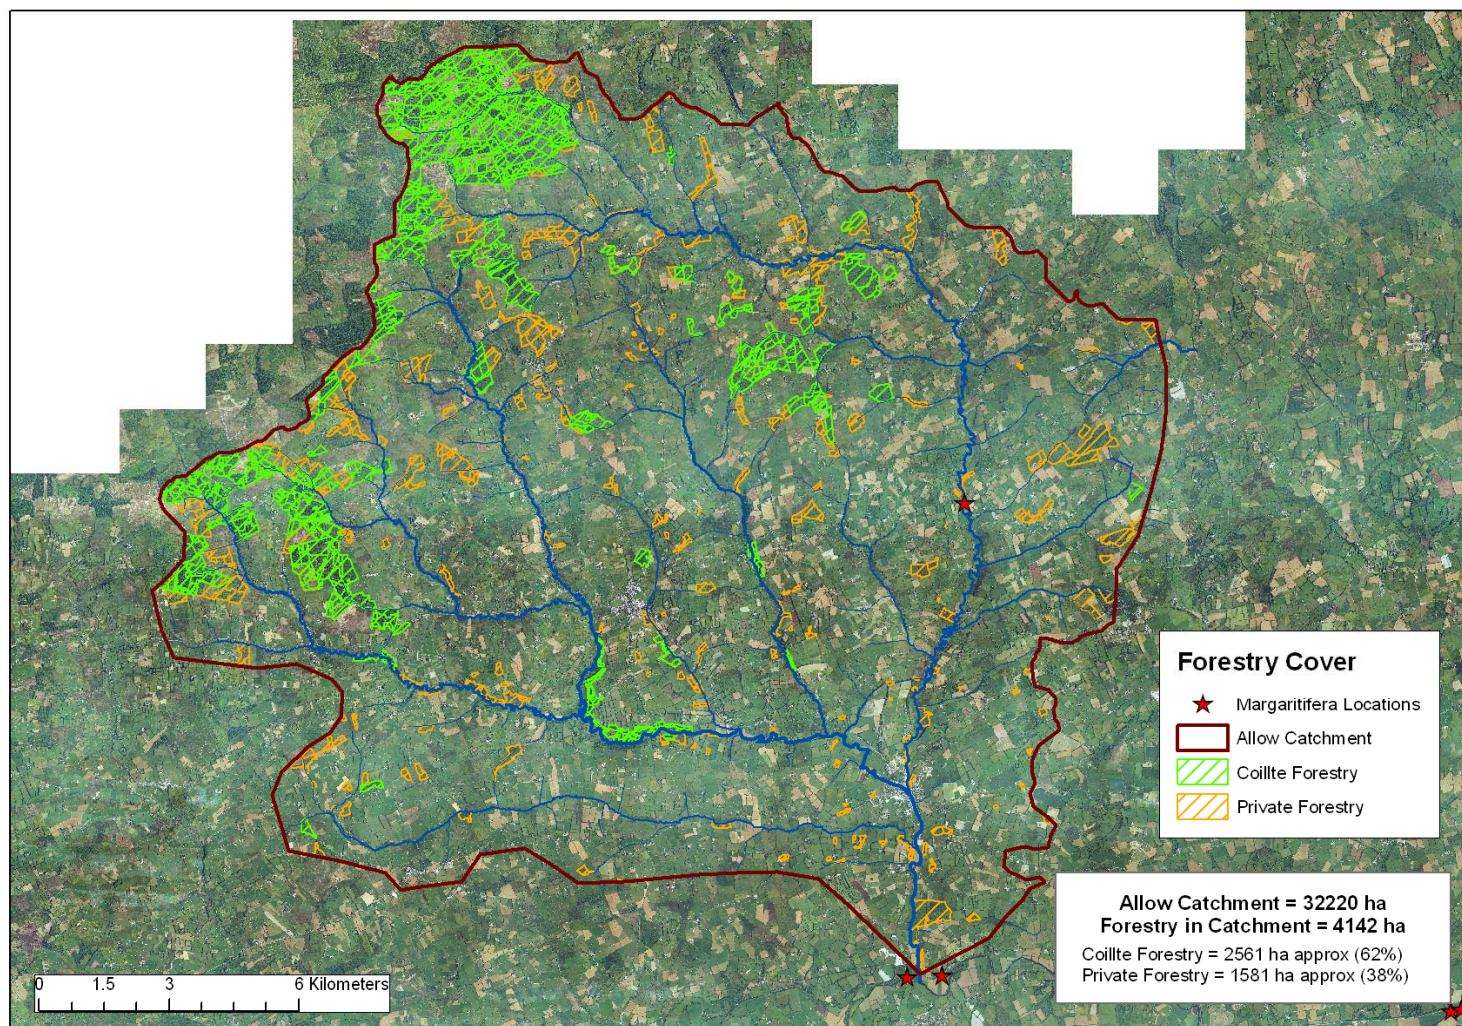 Forestry Cover
Margaritifera Locations
Allow Catchment
Coillte Forestry
Private Forestry
Allow Catchment = 32220 ha
Forestry in Catchment = 4142 ha
Coillte Forestry = 2561 ha approx (62%)
Private Forestry = 1581 ha approx (38%)
0 1.5 3 6 Kilometers